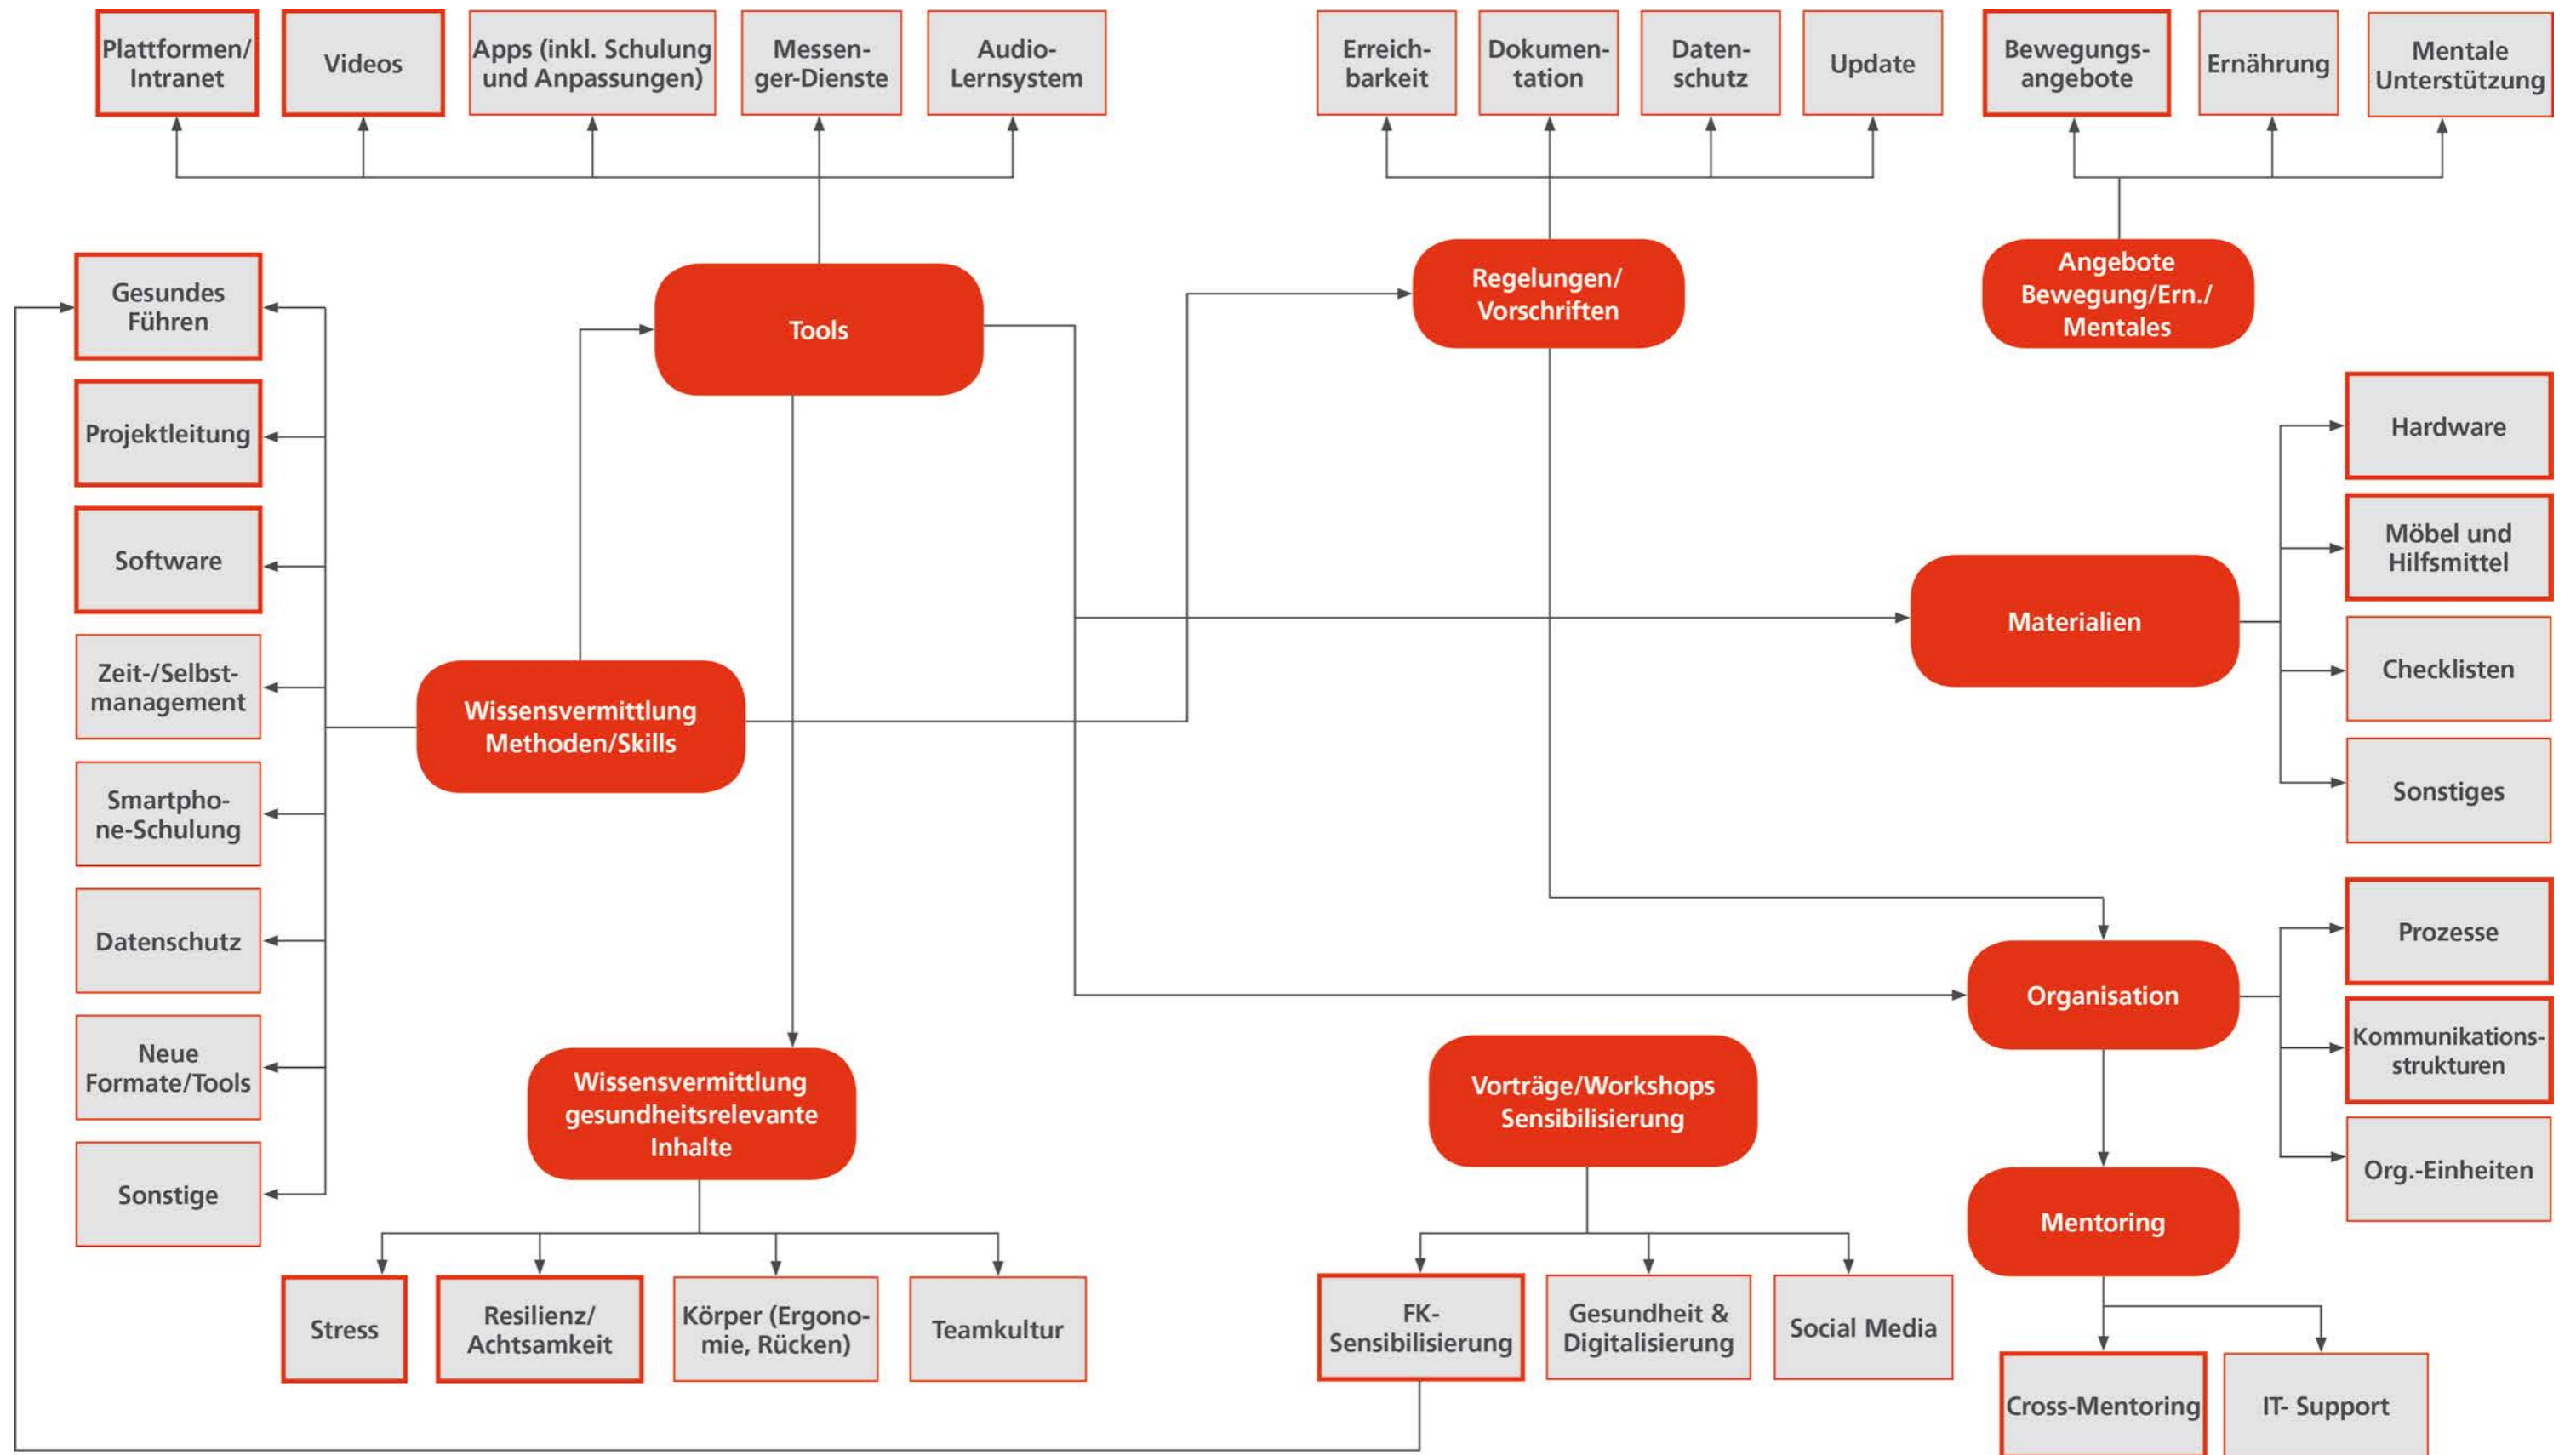 Plattformen/
Intranet
Videos
Apps (inkl. Schulung
und Anpassungen)
Messen-
ger-Dienste
Audio-
Lernsystem
Erreich-
barkeit
Dokumen-
tation
Daten-
schutz
Update
Bewegungs-
angebote
Ernährung
Mentale
Unterstützung
Gesundes
Führen
Projektleitung
Software
Zeit-/Selbst-
management
Smartpho-
ne-Schulung
Datenschutz
Neue
Formate/Tools
Sonstige
Tools
Regelungen/
Vorschriften
Angebote
Bewegung/Ern./
Mentales
Wissensvermittlung
Methoden/Skills
Materialien
Hardware
Möbel und
Hilfsmittel
Checklisten
Sonstiges
Organisation
Prozesse
Kommunikations-
strukturen
Org.-Einheiten
Wissensvermittlung
gesundheitsrelevante
Inhalte
Vorträge/Workshops
Sensibilisierung
Mentoring
Stress
Resilienz/
Achtsamkeit
Körper (Ergono-
mie, Rücken)
Teamkultur
FK-
Sensibilisierung
Gesundheit &
Digitalisierung
Social Media
Cross-Mentoring
IT- Support